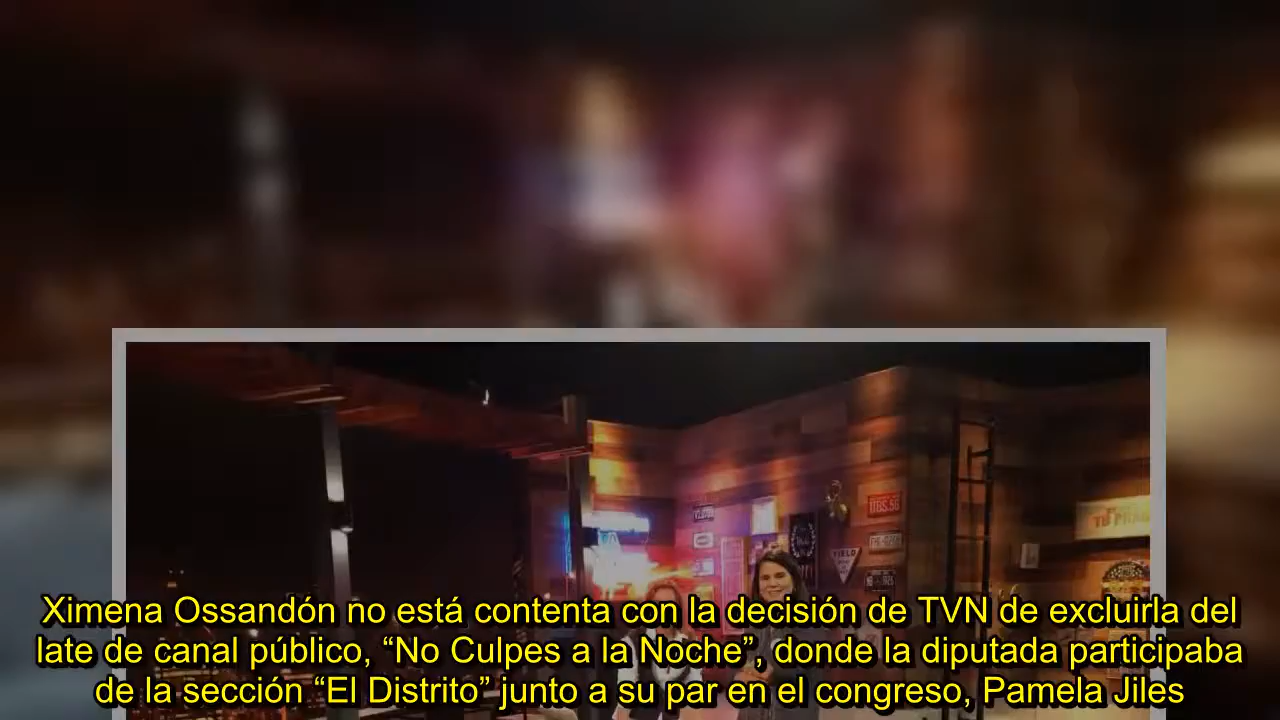 YIELD
Ximena Ossandón no está contenta con la decisión de TVN de excluirla del
late de canal público, “No Culpes a la Noche”, donde la diputada participaba
de la sección “El Distrito” junto a su par en el congreso, Pamela Jiles